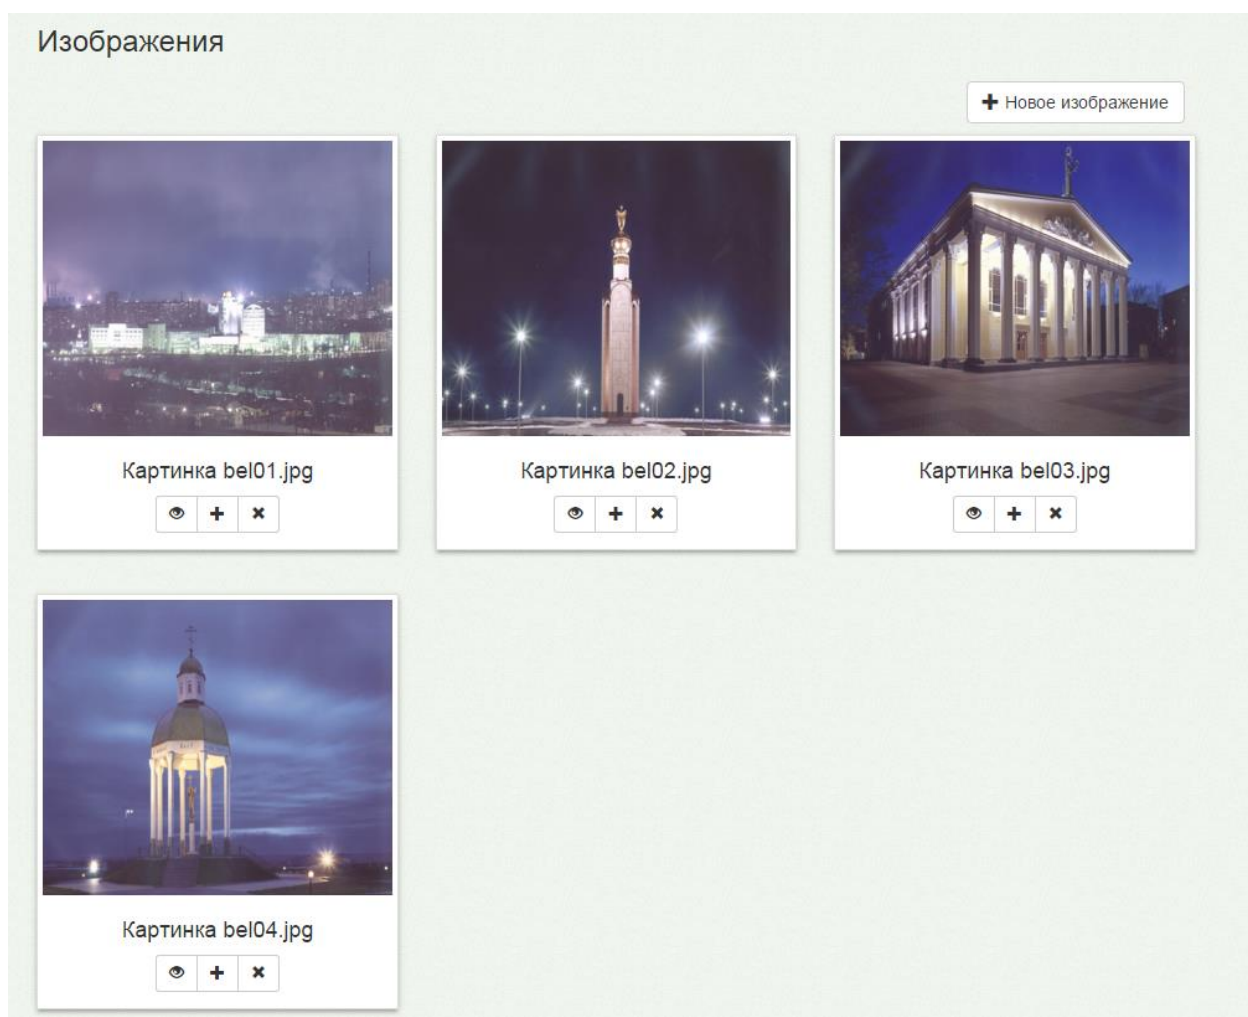 Изображения
Новое изображение
Картинка bel01.jpg
Картинка bel02.jpg
Картинка bel03.jpg
Картинка bel04.jpg